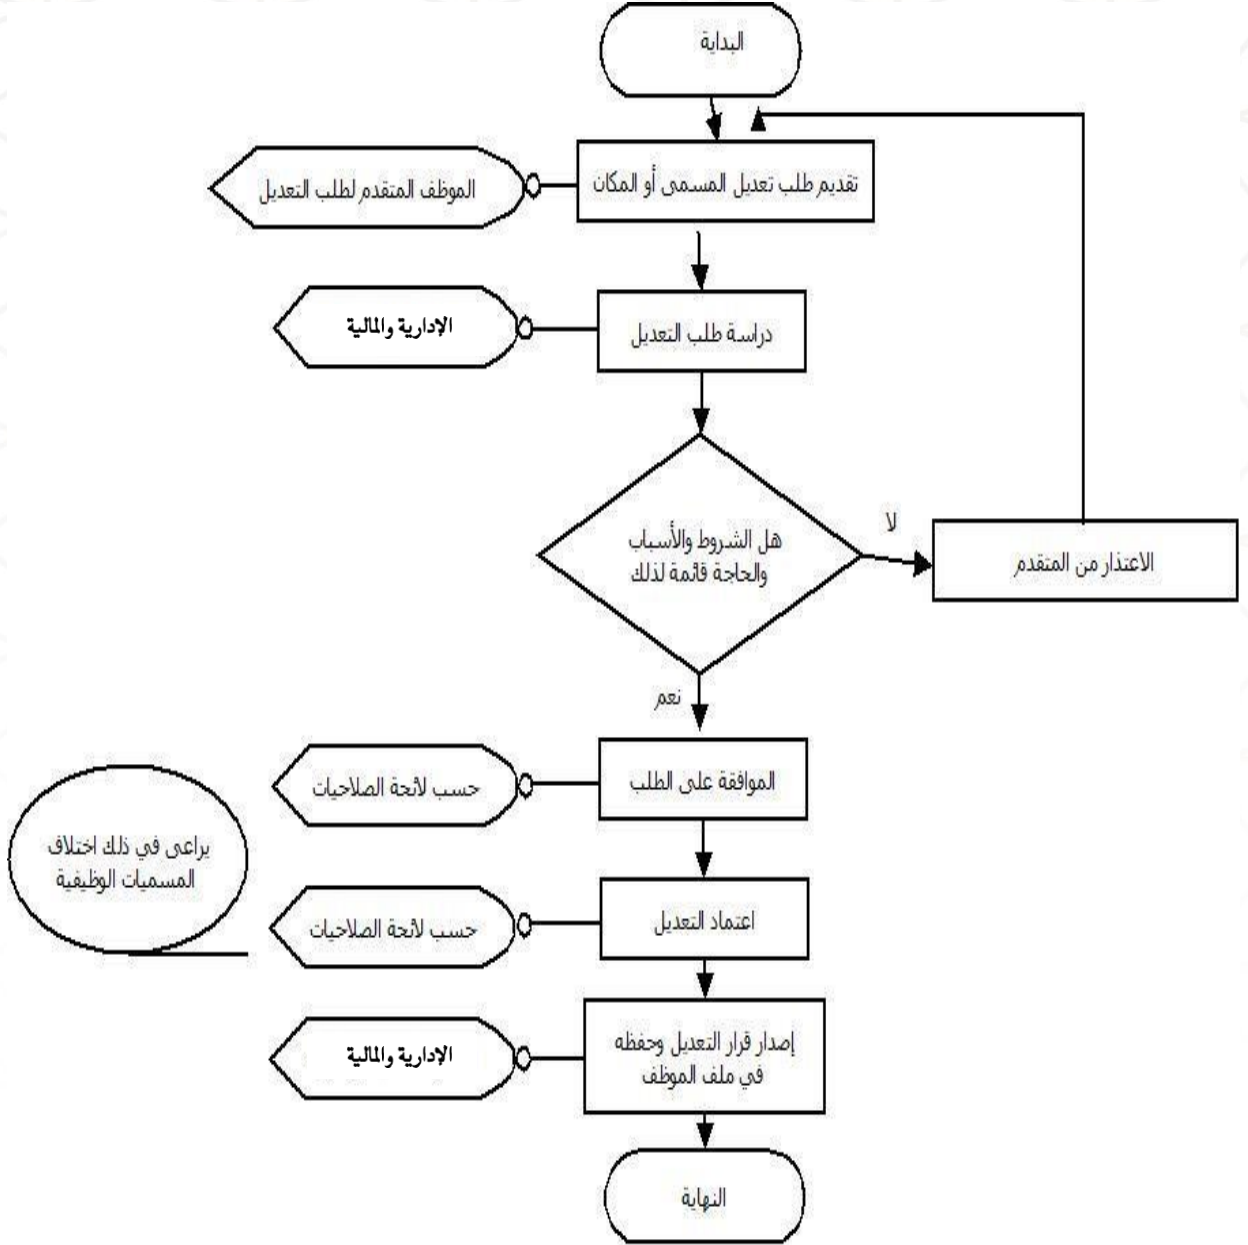 البداية
تقديم طلب تعديل المسمى أو المكان
الموظف المتقدم لطلب التعديل
دراسة طلب التعديل
الإدارية والمالية
هل الشروط والأسباب
والحاجة قائمة لذلك
لا
الاعتذار من المتقدم
نعم
الموافقة على الطلب
حسب لائحة الصلاحيات
يراعى في ذلك اختلاف
المسميات الوظيفية
اعتماد التعديل
حسب لائحة الصلاحيات
إصدار قرار التعديل وحفظه
في ملف الموظف
الإدارية والمالية
النهاية